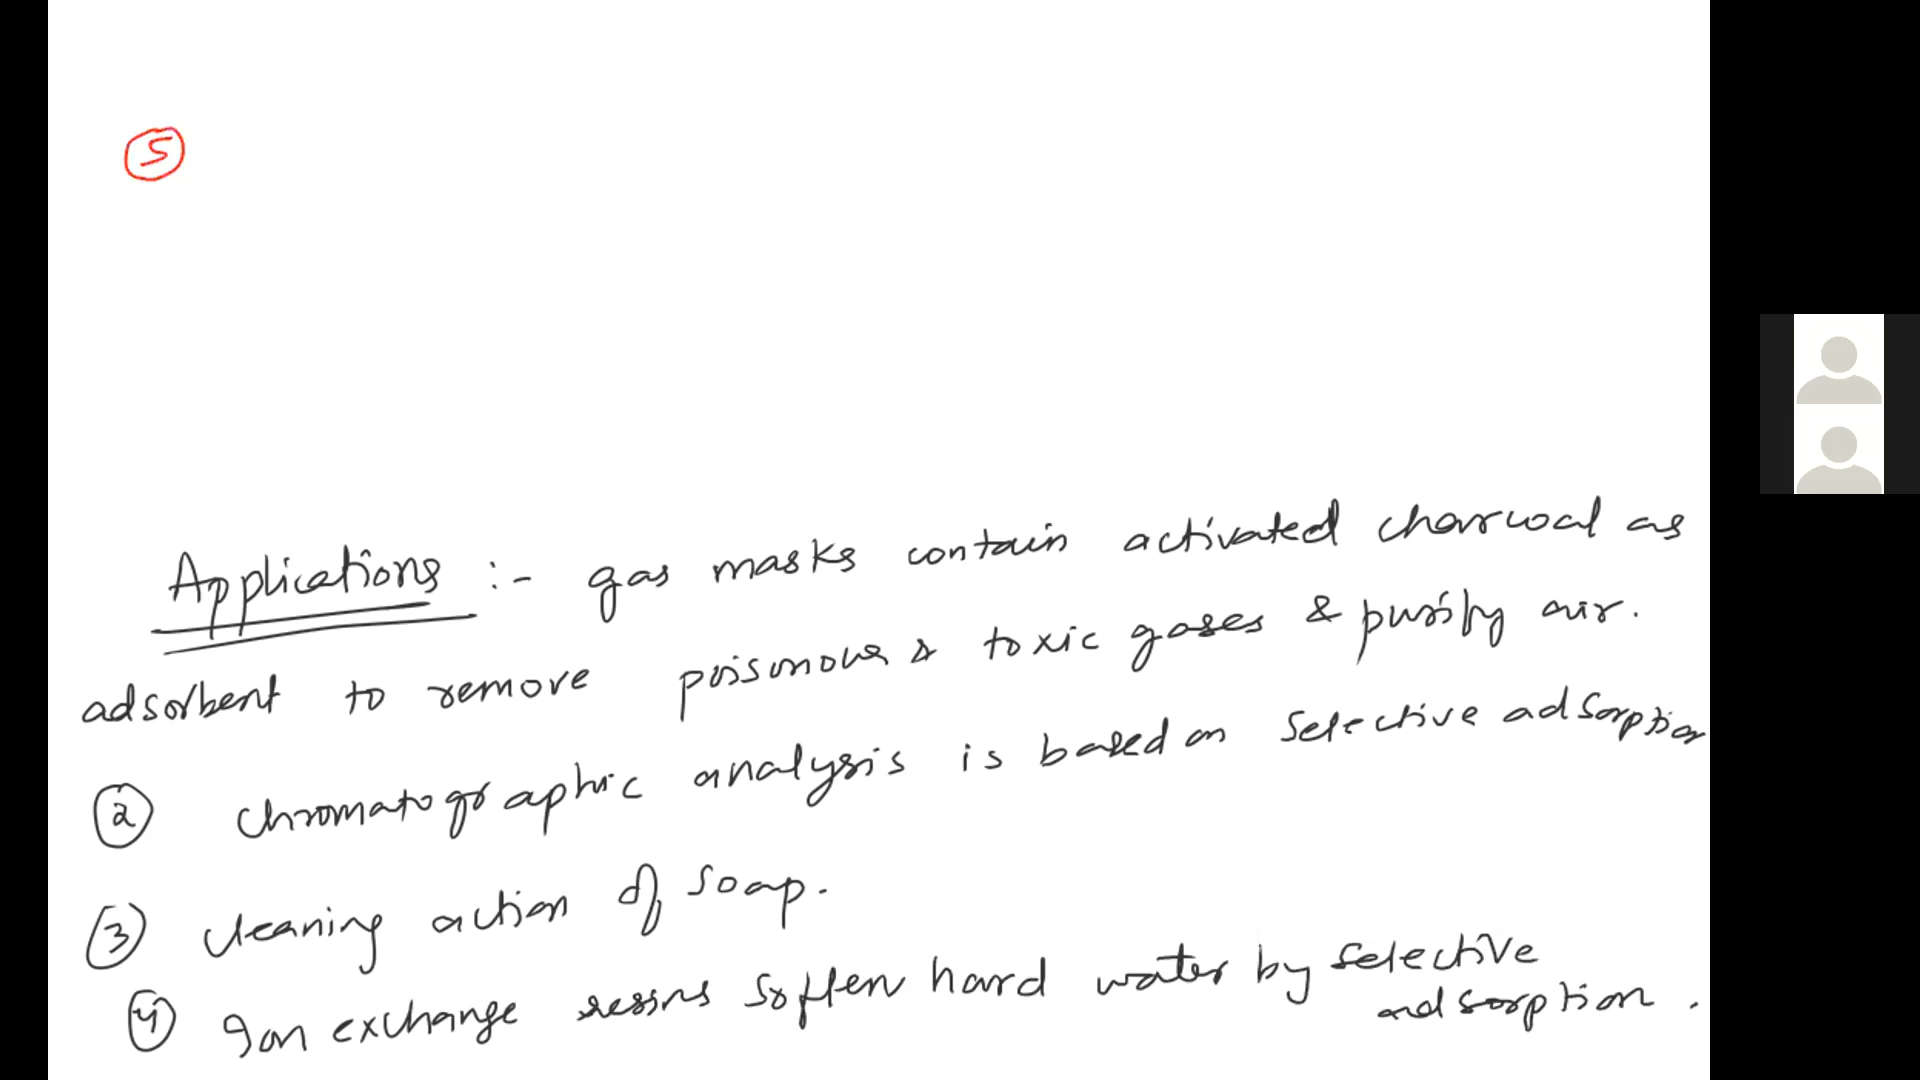 5
Applications :- gas masks contain activated charcoal as
adsorbent to remove poisonous & toxic gases & purify air.
2 chromatographic analysis is based on selective adsorption
3 cleaning action of soap.
4 Ion exchange resins soften hard water by selective
adsorption.